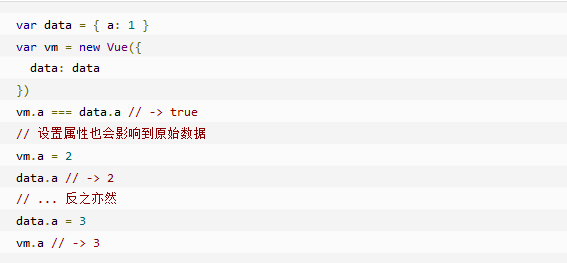 var data = { a: 1 }
var vm = new Vue({
  data: data
})
vm.a === data.a // -> true
// 设置属性也会影响到原始数据
vm.a = 2
data.a // -> 2
// ... 反之亦然
data.a = 3
vm.a // -> 3